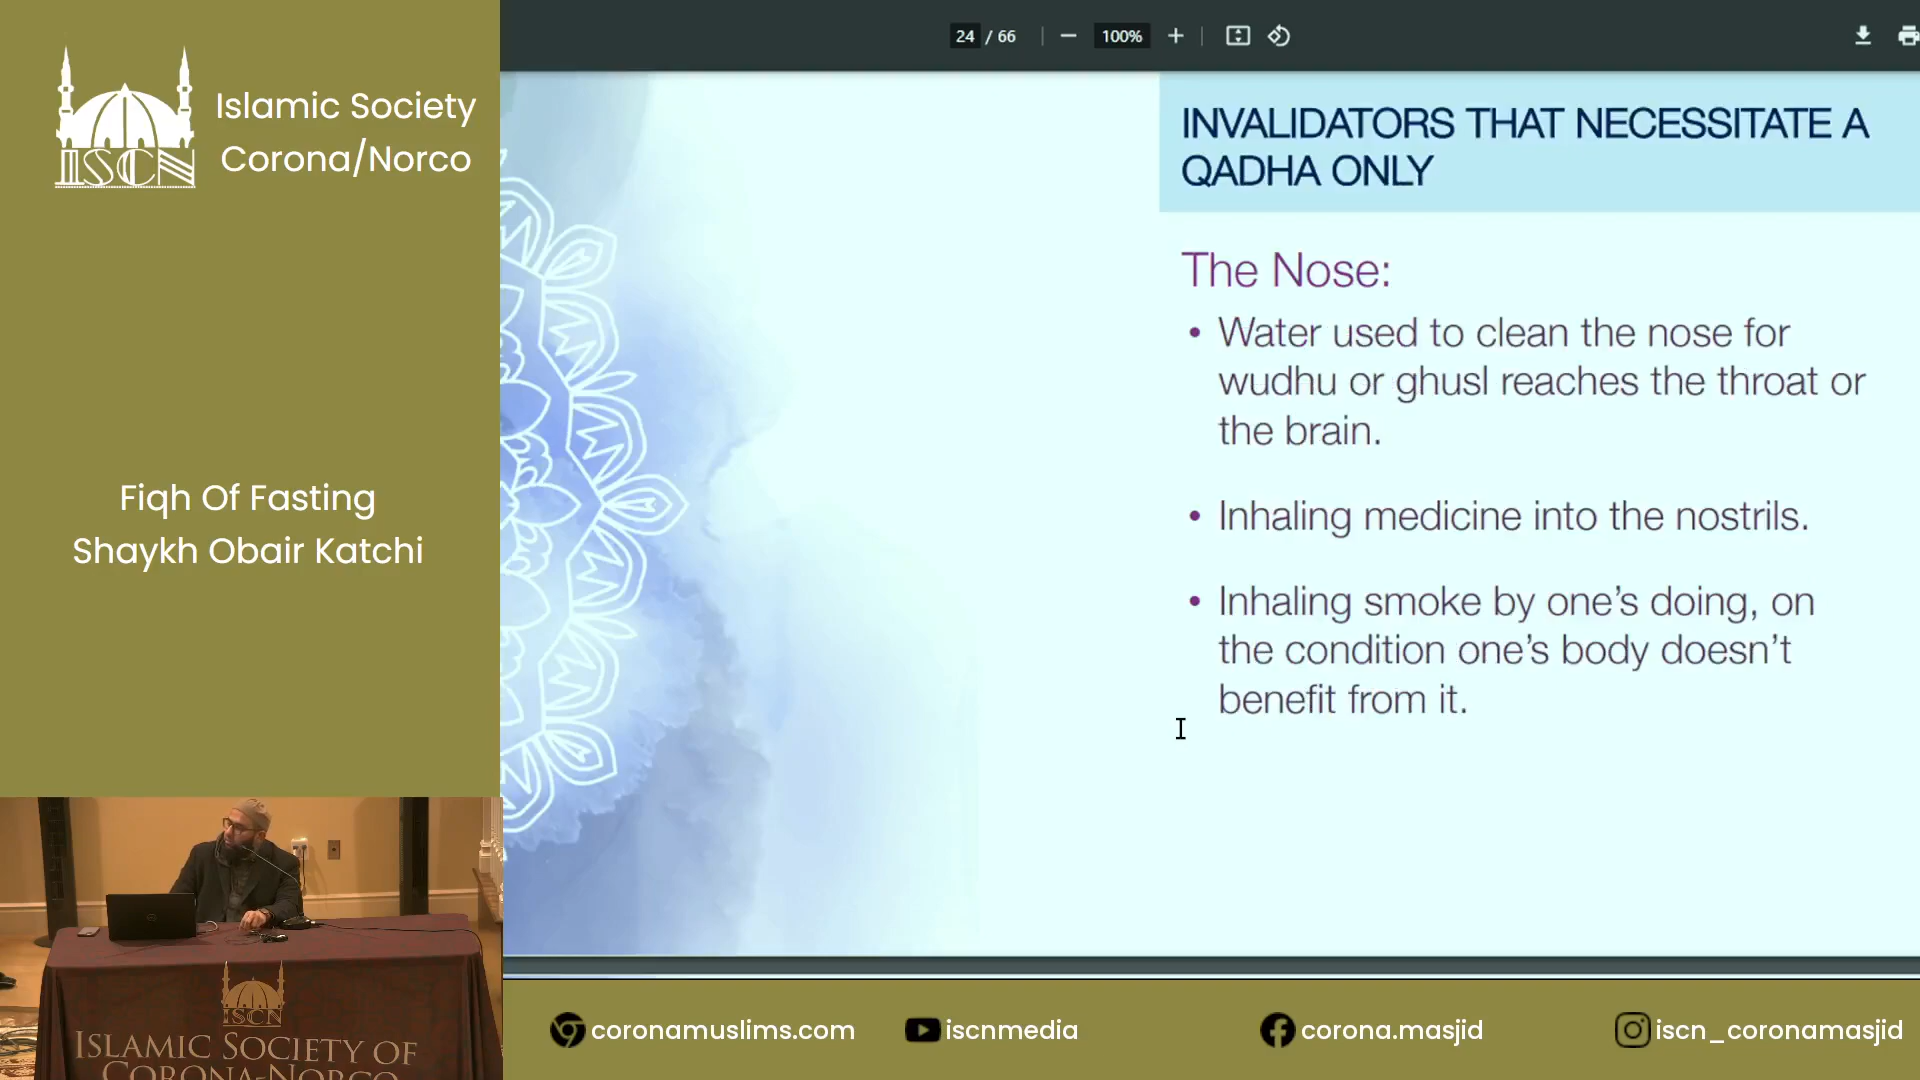 ISCN
Islamic Society
Corona/Norco
Fiqh Of Fasting
Shaykh Obair Katchi
24 / 66
100%
INVALIDATORS THAT NECESSITATE A
QADHA ONLY
The Nose:
• Water used to clean the nose for
wudhu or ghusl reaches the throat or
the brain.
• Inhaling medicine into the nostrils.
• Inhaling smoke by one’s doing, on
the condition one’s body doesn’t
benefit from it.
ISCN
ISLAMIC SOCIETY OF
CORONA-NORCO
coronamuslims.com
iscnmedia
corona.masjid
iscn_coronamasjid